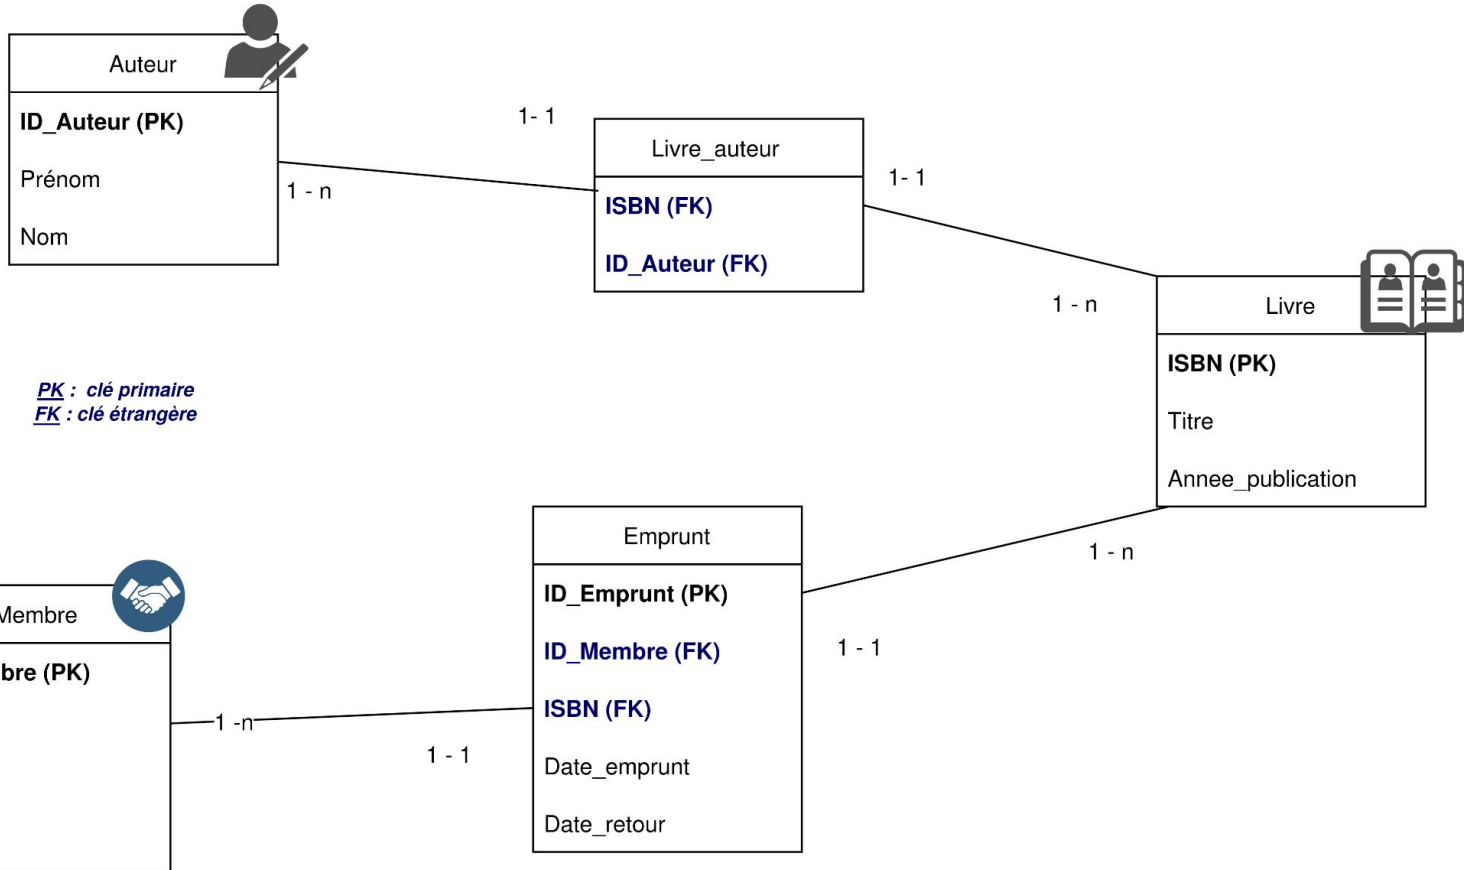 Auteur
ID_Auteur (PK)
Prénom
Nom
1 - n
1- 1
Livre_auteur
ISBN (FK)
ID_Auteur (FK)
1- 1
1 - n
Livre
ISBN (PK)
Titre
Annee_publication
PK : clé primaire
FK : clé étrangère
1 - n
1 - 1
Emprunt
ID_Emprunt (PK)
ID_Membre (FK)
ISBN (FK)
Date_emprunt
Date_retour
1 -n
1 - 1
Membre
bre (PK)